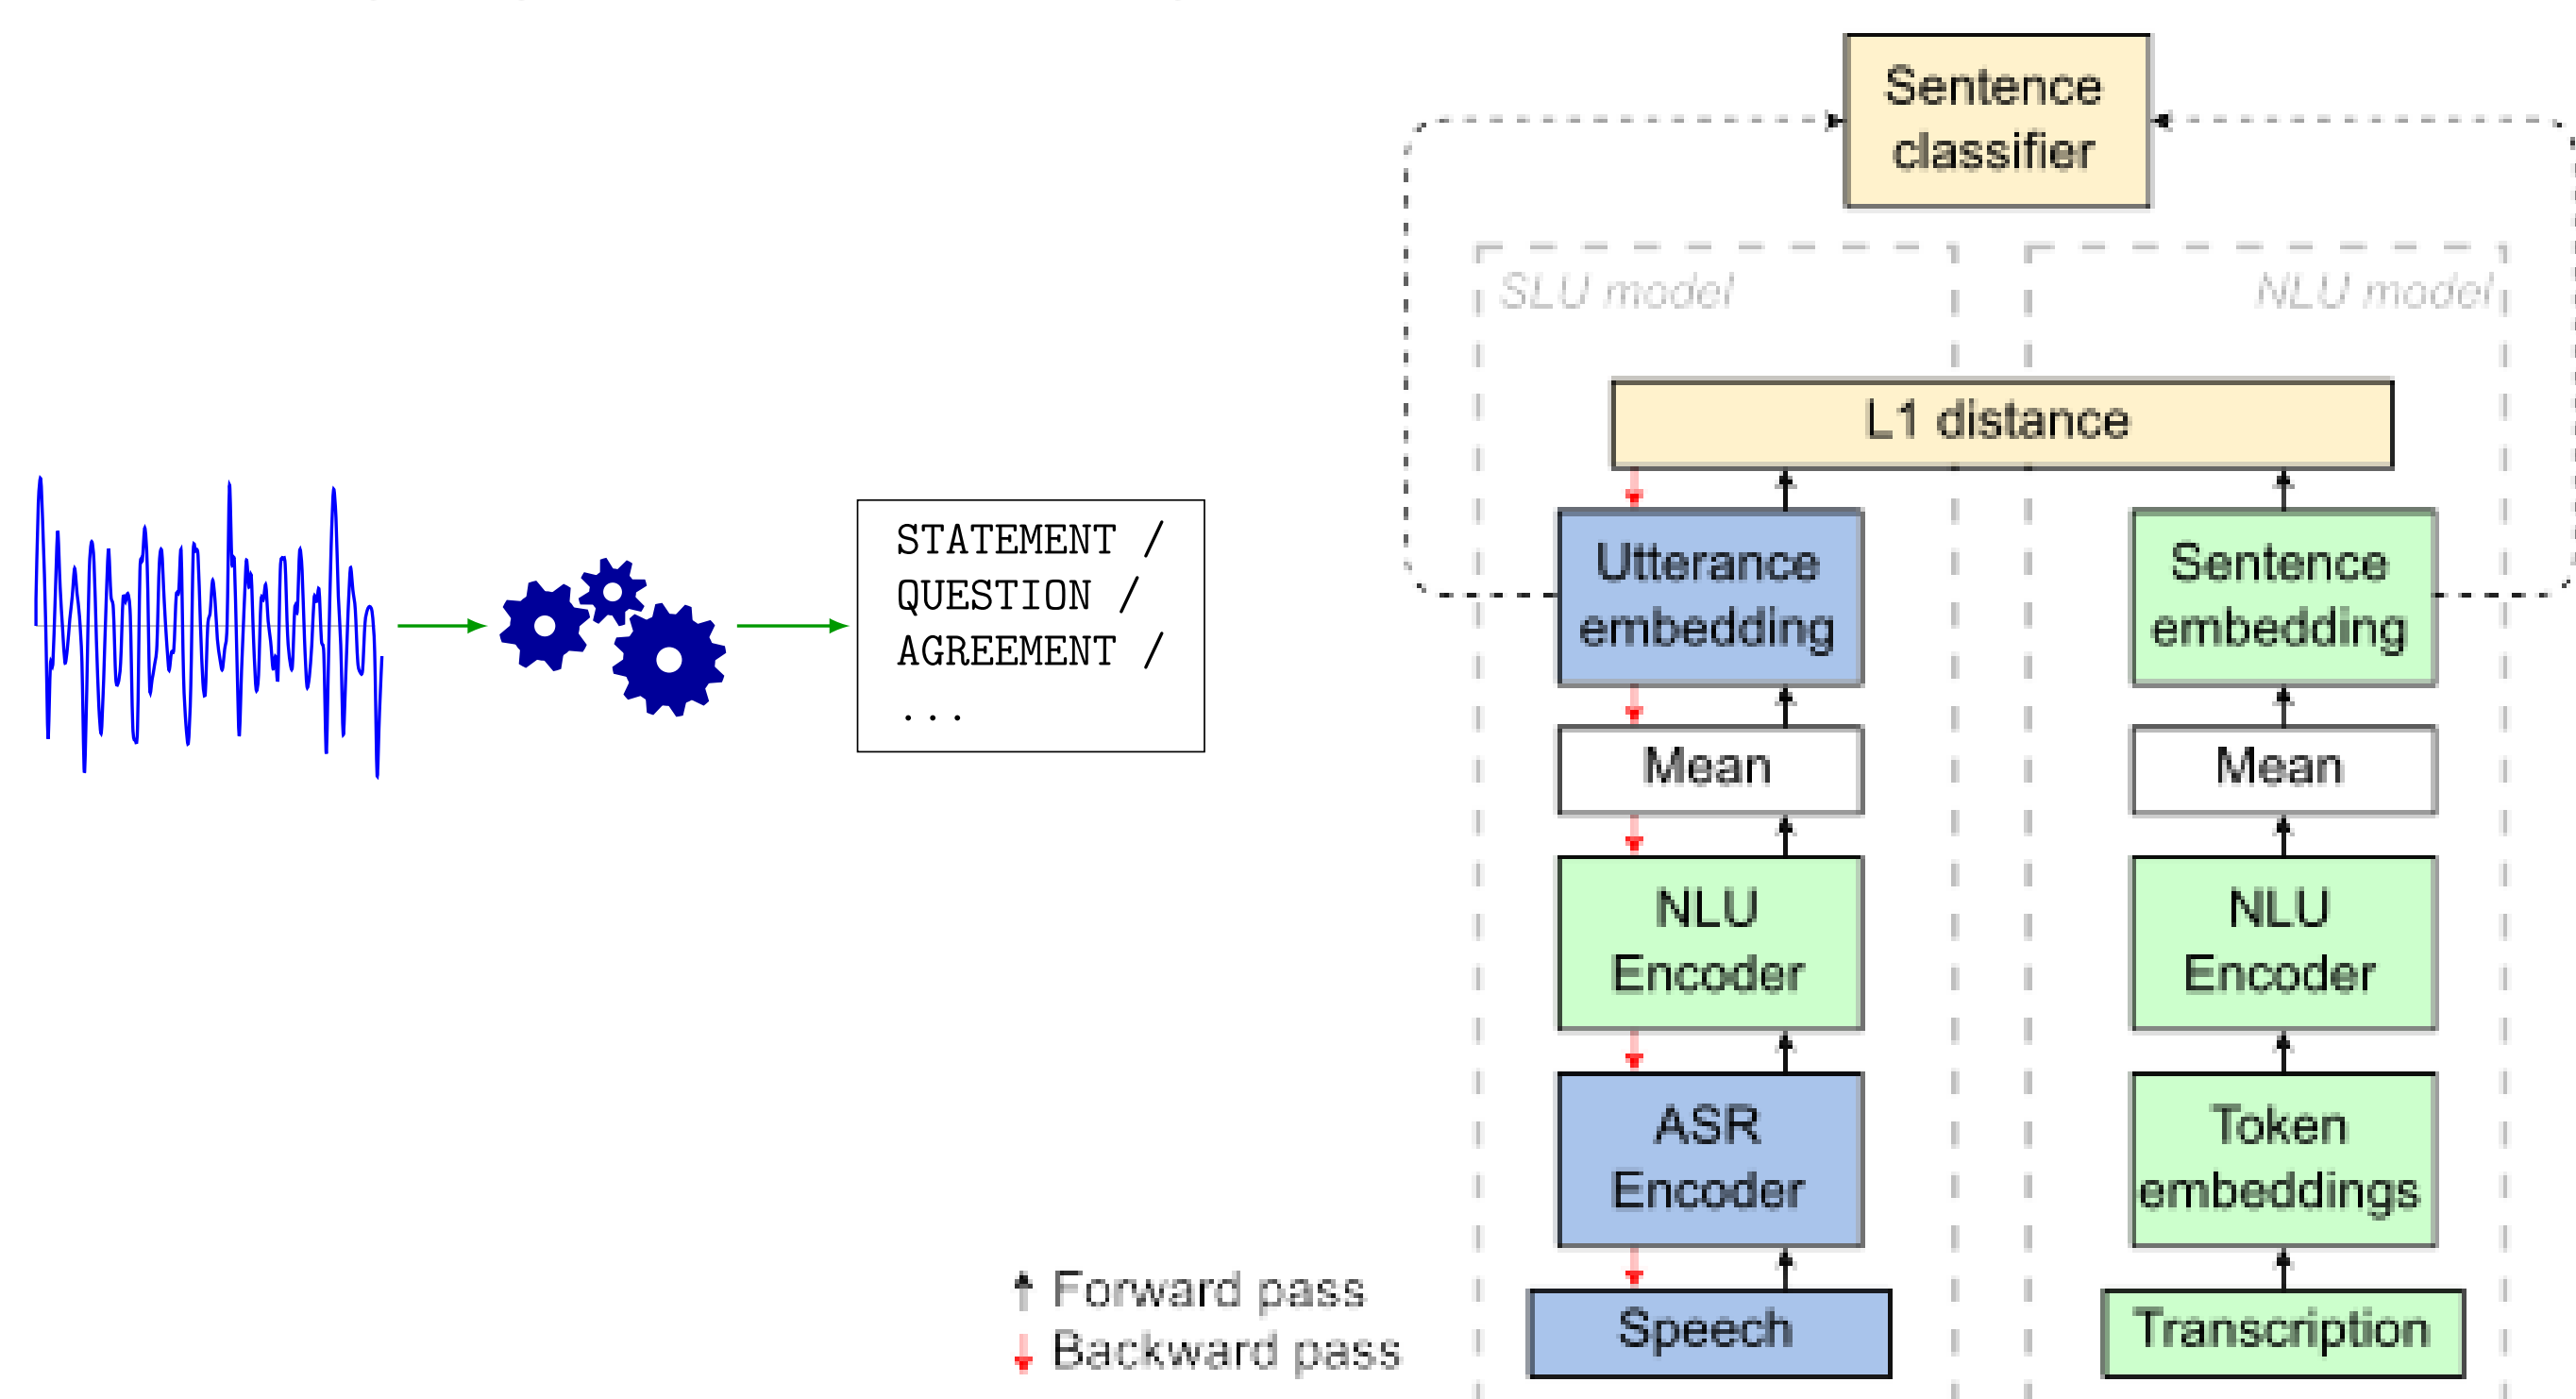 STATEMENT /
QUESTION /
AGREEMENT /
...
Sentence
classifier
SLU model
NLU model
L1 distance
Utterance
embedding
Sentence
embedding
Mean
Mean
NLU
Encoder
NLU
Encoder
ASR
Encoder
Token
embeddings
Speech
Transcription
Forward pass
Backward pass